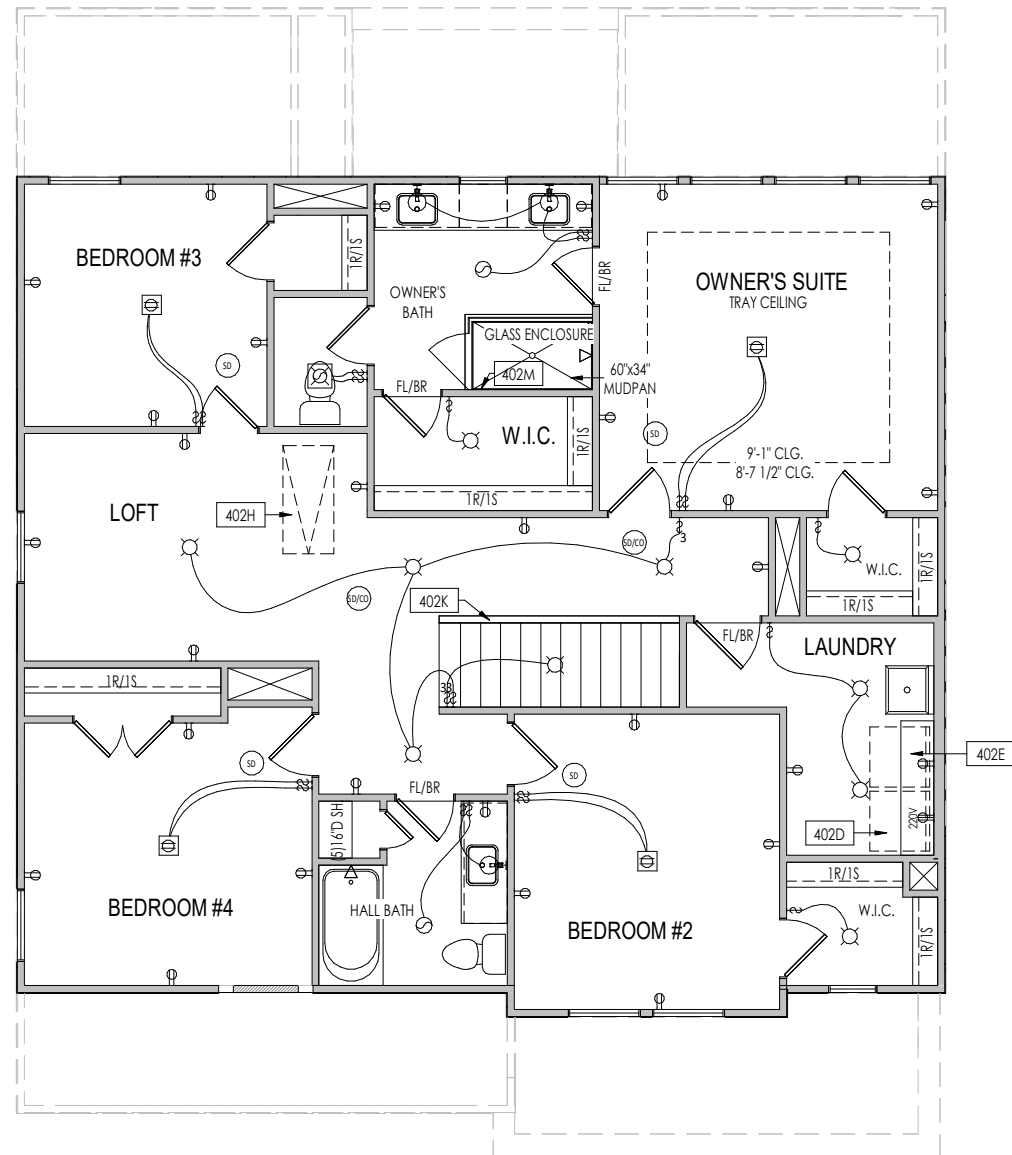 BEDROOM #3
1R/1S
OWNER'S
BATH
FL/BR
OWNER'S SUITE
TRAY CEILING
GLASS ENCLOSURE
402M
60"x34"
MUDPAN
SD
FL/BR
W.I.C.
1R/1S
1R/1S
SD
9'-1" CLG.
8'-7 1/2" CLG.
LOFT
402H
SD/CO
3
W.I.C.
1R/1S
1R/1S
SD/CO
402K
FL/BR
LAUNDRY
1R/1S
33
402E
SD
SD
FL/BR
220V
402D
(5)16"D SH
1R/1S
BEDROOM #4
HALL BATH
BEDROOM #2
W.I.C.
1R/1S